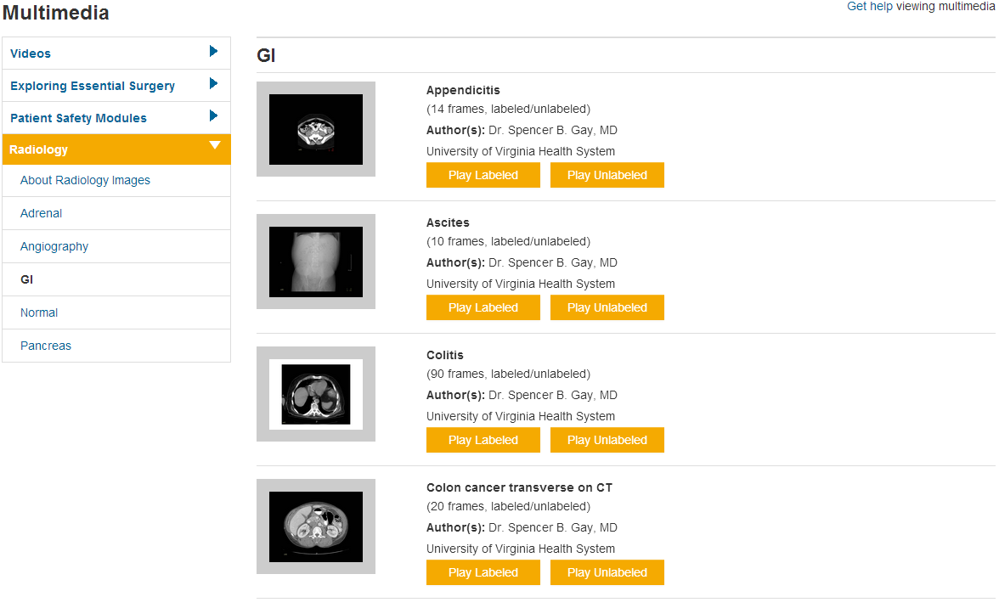 Multimedia
Get help viewing multimedia
Videos
Exploring Essential Surgery
Patient Safety Modules
Radiology
About Radiology Images
Adrenal
Angiography
GI
Normal
Pancreas
GI
Appendicitis
(14 frames, labeled/unlabeled)
Author(s): Dr. Spencer B. Gay, MD
University of Virginia Health System
Play Labeled
Play Unlabeled
Ascites
(10 frames, labeled/unlabeled)
Author(s): Dr. Spencer B. Gay, MD
University of Virginia Health System
Play Labeled
Play Unlabeled
Colitis
(90 frames, labeled/unlabeled)
Author(s): Dr. Spencer B. Gay, MD
University of Virginia Health System
Play Labeled
Play Unlabeled
Colon cancer transverse on CT
(20 frames, labeled/unlabeled)
Author(s): Dr. Spencer B. Gay, MD
University of Virginia Health System
Play Labeled
Play Unlabeled